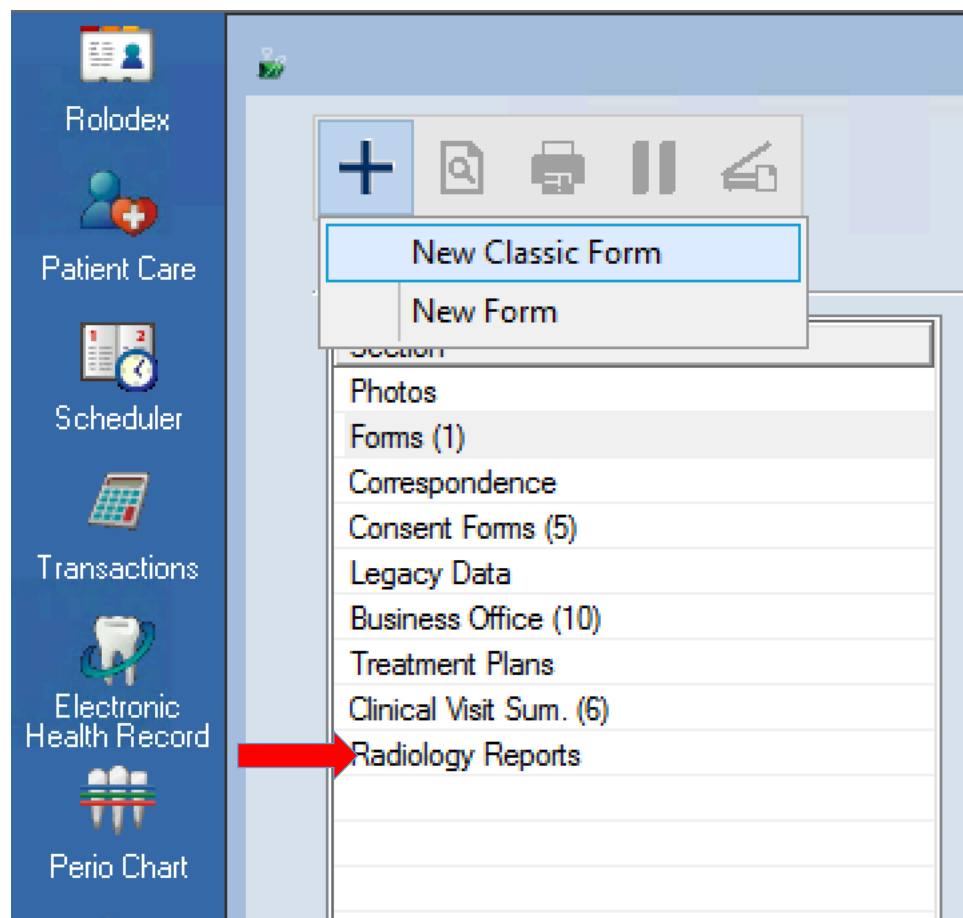 Rolodex
Patient Care
Scheduler
Transactions
Electronic
Health Record
Perio Chart
New Classic Form
New Form
Section
Photos
Forms (1)
Correspondence
Consent Forms (5)
Legacy Data
Business Office (10)
Treatment Plans
Clinical Visit Sum. (6)
Radiology Reports